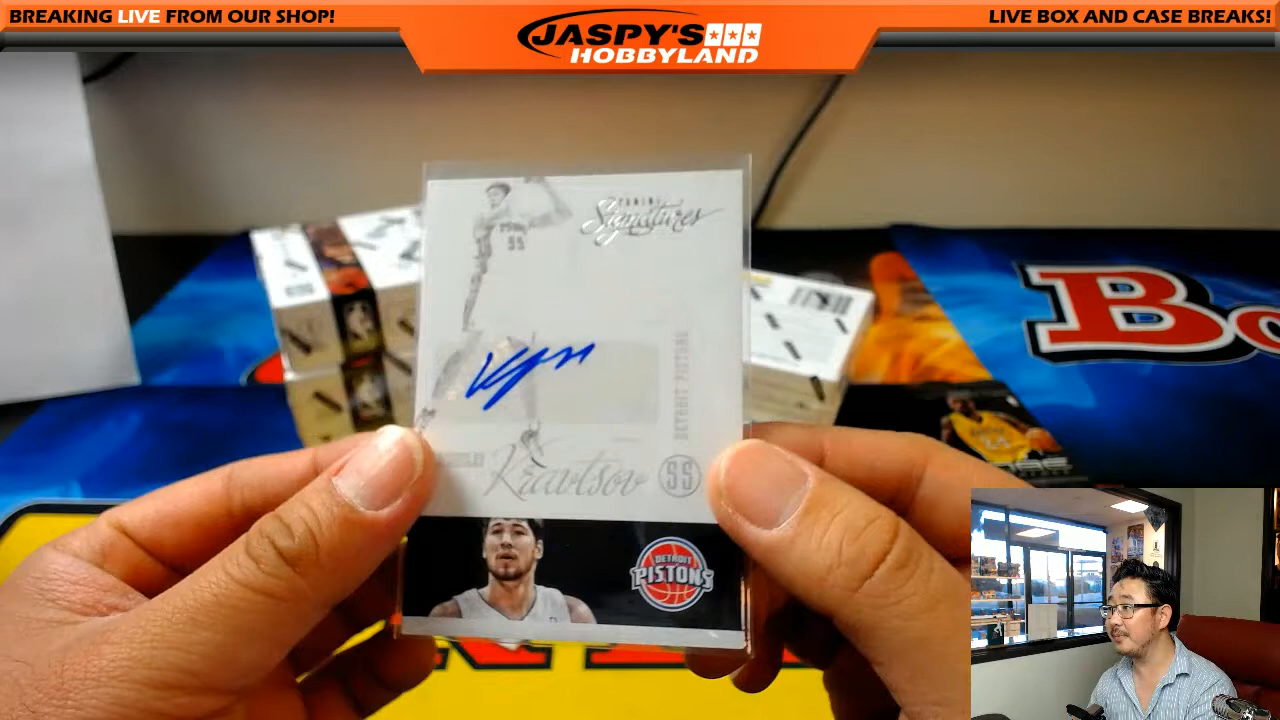 BREAKING LIVE FROM OUR SHOP!
JASPY'S
HOBBYLAND
LIVE BOX AND CASE BREAKS!
PANINI
Signatures
55
DETROIT PISTONS
Kravtsov
55
DETROIT
PISTONS